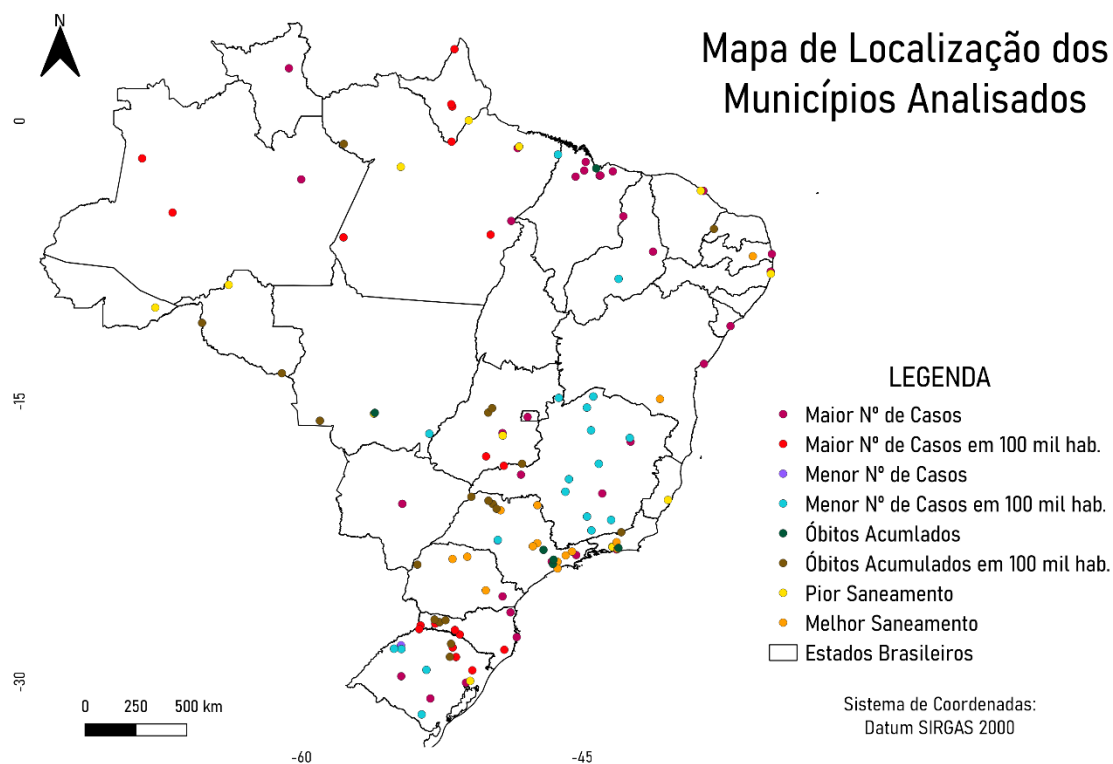 N
Mapa de Localização dos
Municípios Analisados
0
-15
-30
LEGENDA
Maior Nº de Casos
Maior Nº de Casos em 100 mil hab.
Menor Nº de Casos
Menor Nº de Casos em 100 mil hab.
Óbitos Acumlados
Óbitos Acumulados em 100 mil hab.
Pior Saneamento
Melhor Saneamento
Estados Brasileiros
0 250 500 km
Sistema de Coordenadas:
Datum SIRGAS 2000
-60 -45